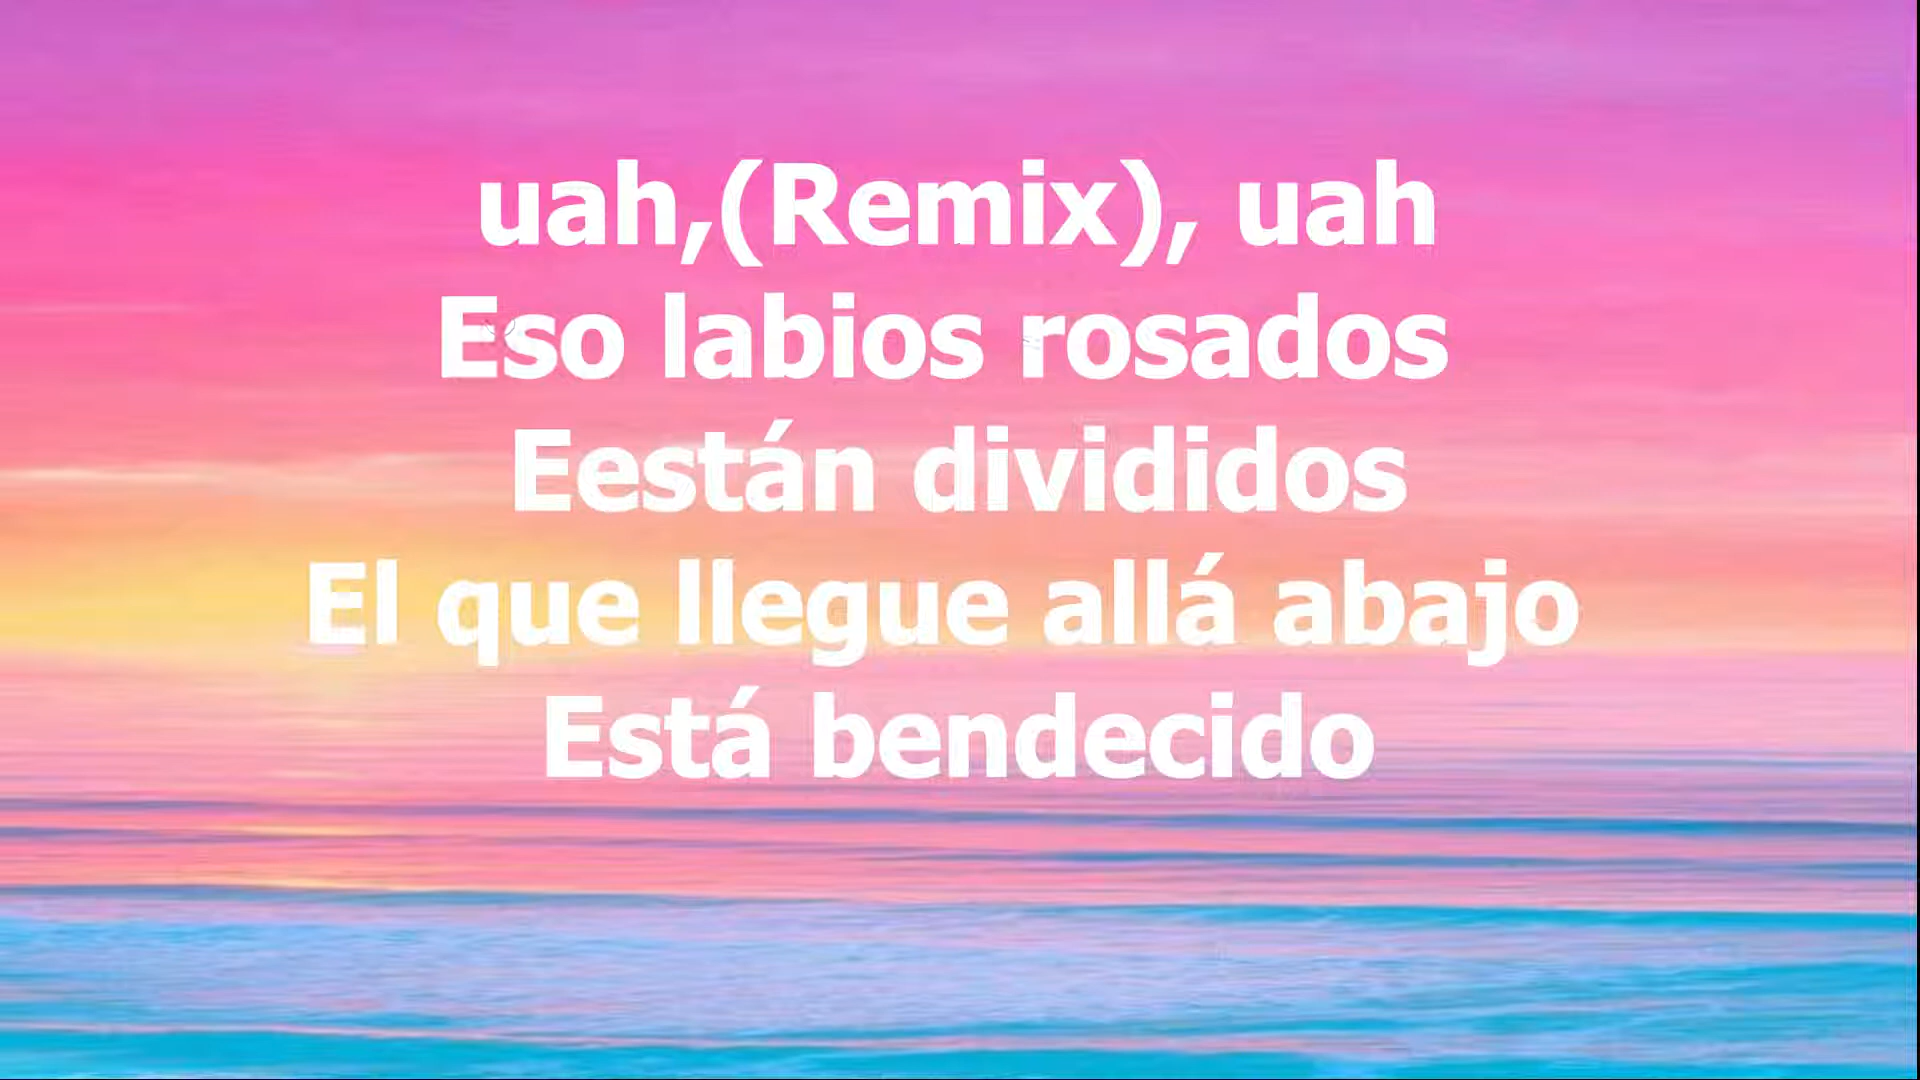 uah,(Remix), uah
Eso labios rosados
Eestán divididos
El que llegue allá abajo
Está bendecido